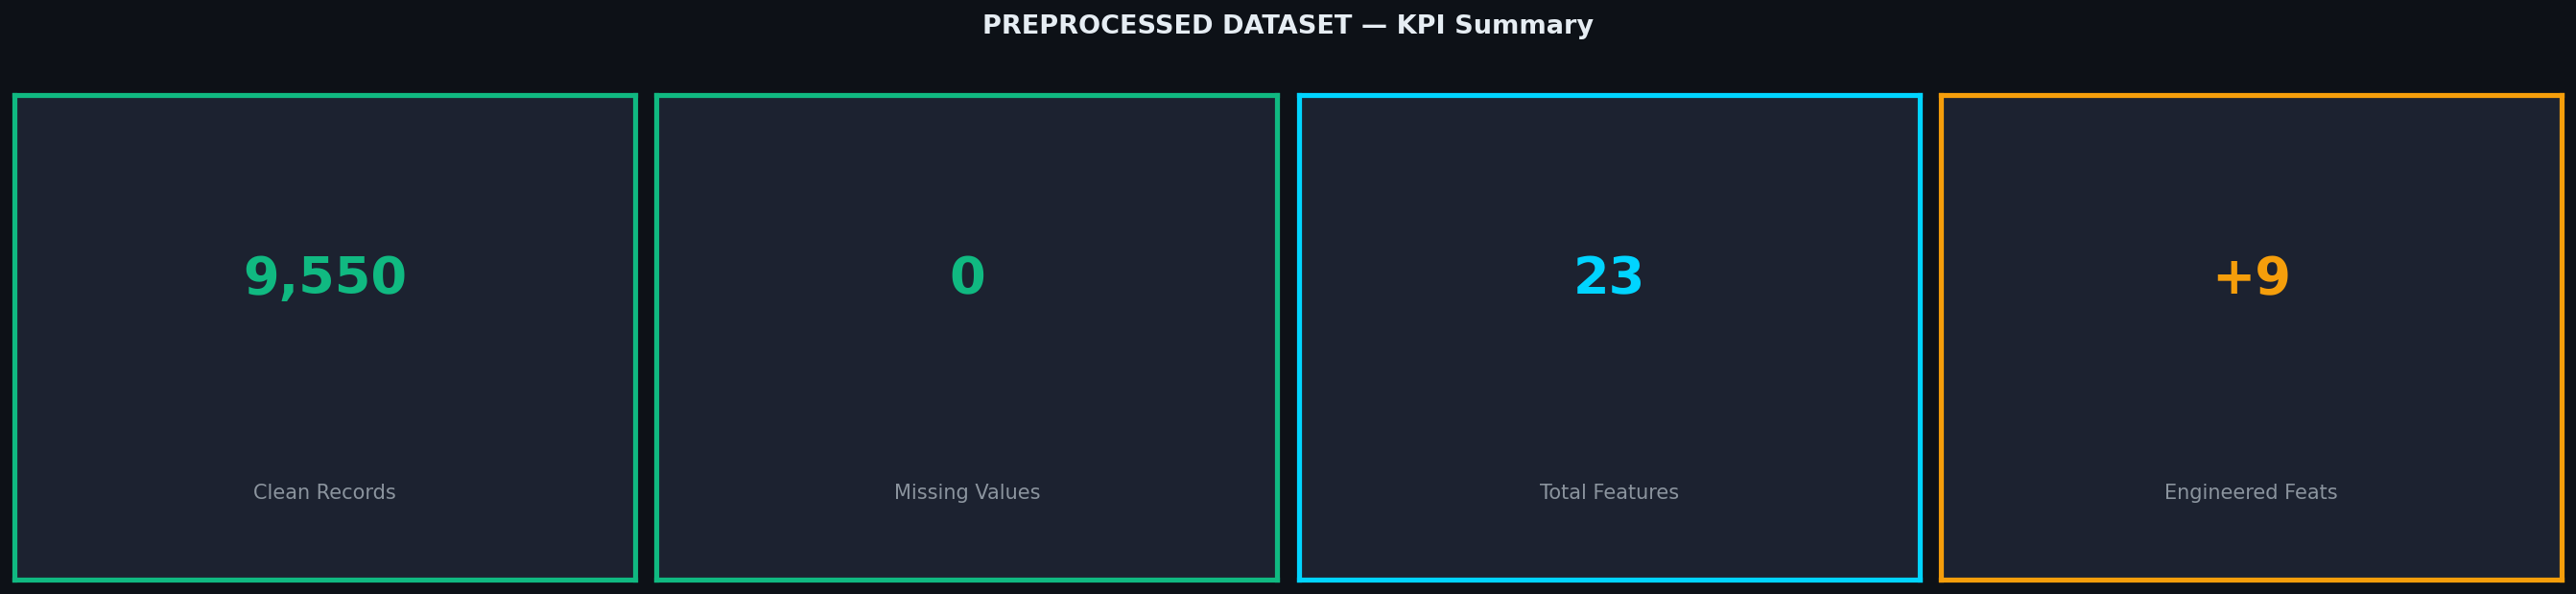 PREPROCESSED DATASET — KPI Summary
9,550
Clean Records
0
Missing Values
23
Total Features
+9
Engineered Feats